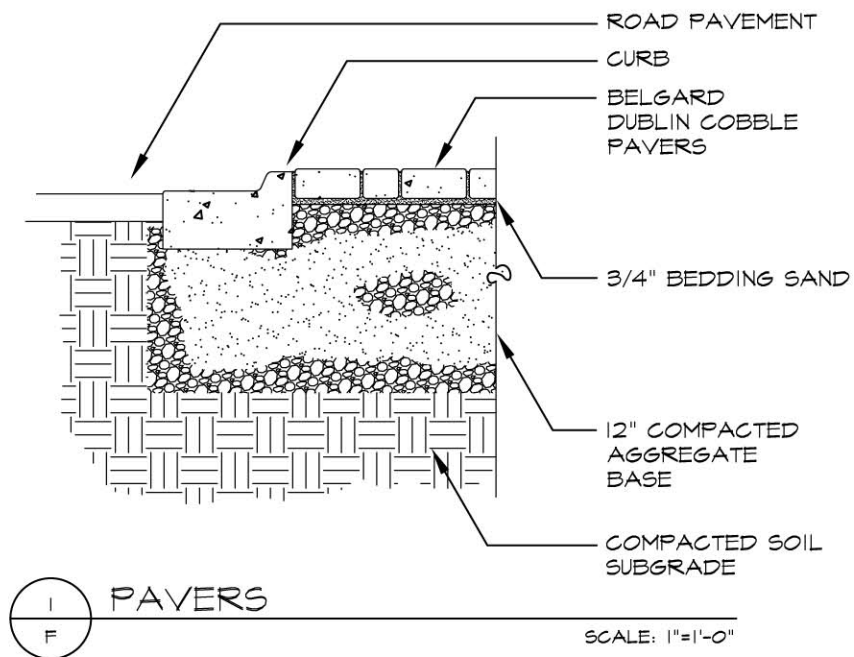 ROAD PAVEMENT
CURB
BELGARD
DUBLIN COBBLE
PAVERS
3/4" BEDDING SAND
12" COMPACTED
AGGREGATE
BASE
COMPACTED SOIL
SUBGRADE
1
F
PAVERS
SCALE: 1"=1'-0"